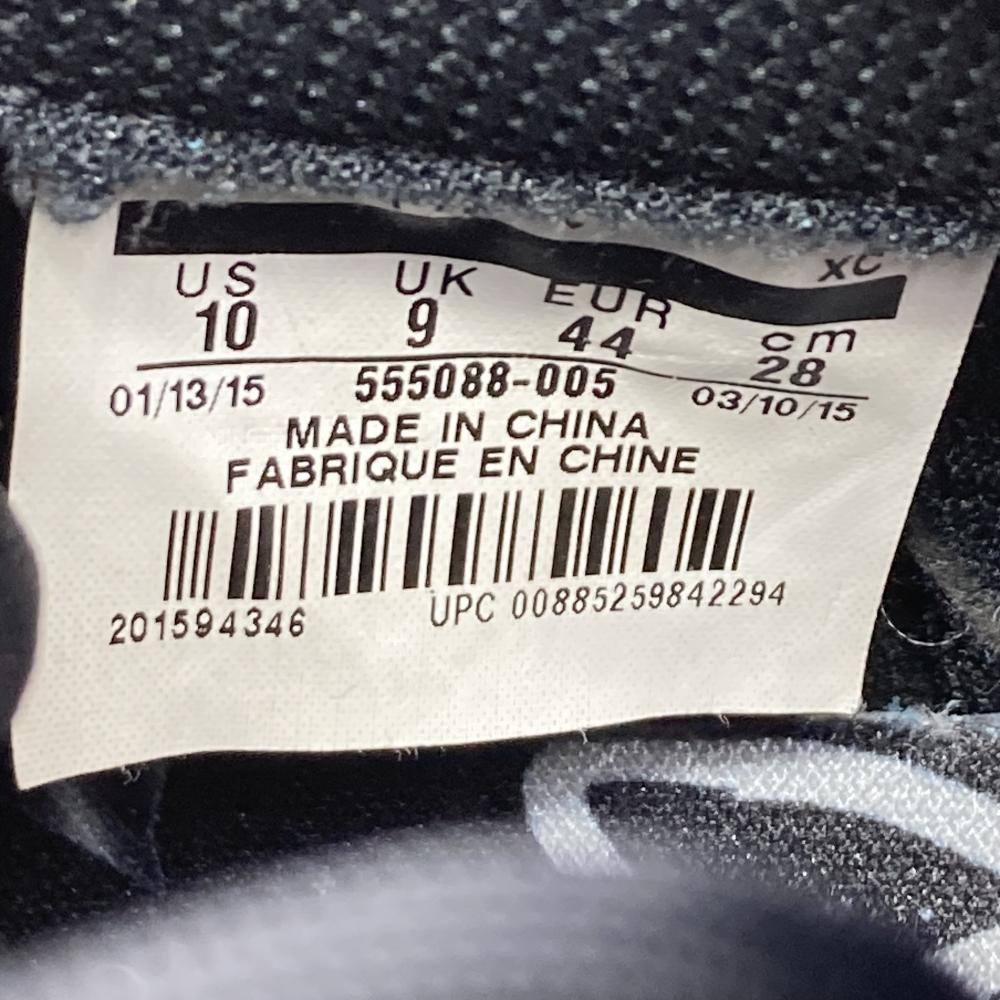 XC
US UK EUR cm
10 9 44 28
01/13/15 555088-005 03/10/15
MADE IN CHINA
FABRIQUE EN CHINE
201594346 UPC 00885259842294